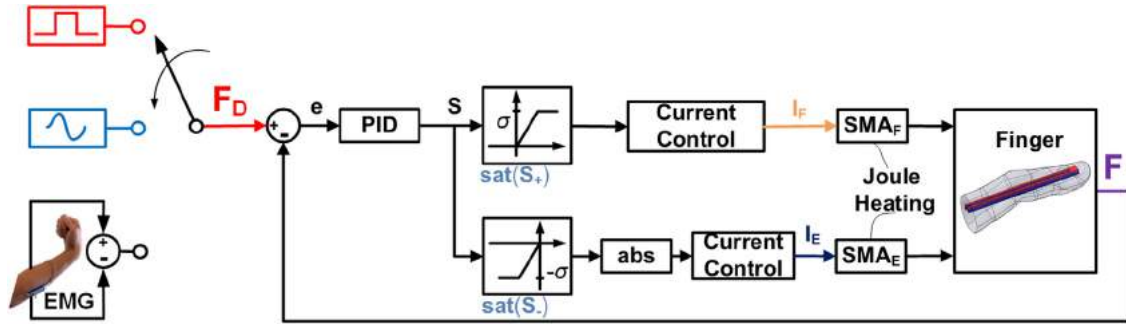 F_D
+
-
e
PID
S
σ
sat(S₊)
Current
Control
I_F
SMA_F
Finger
F
Joule
Heating
+
-
EMG
-σ
sat(S₋)
abs
Current
Control
I_E
SMA_E